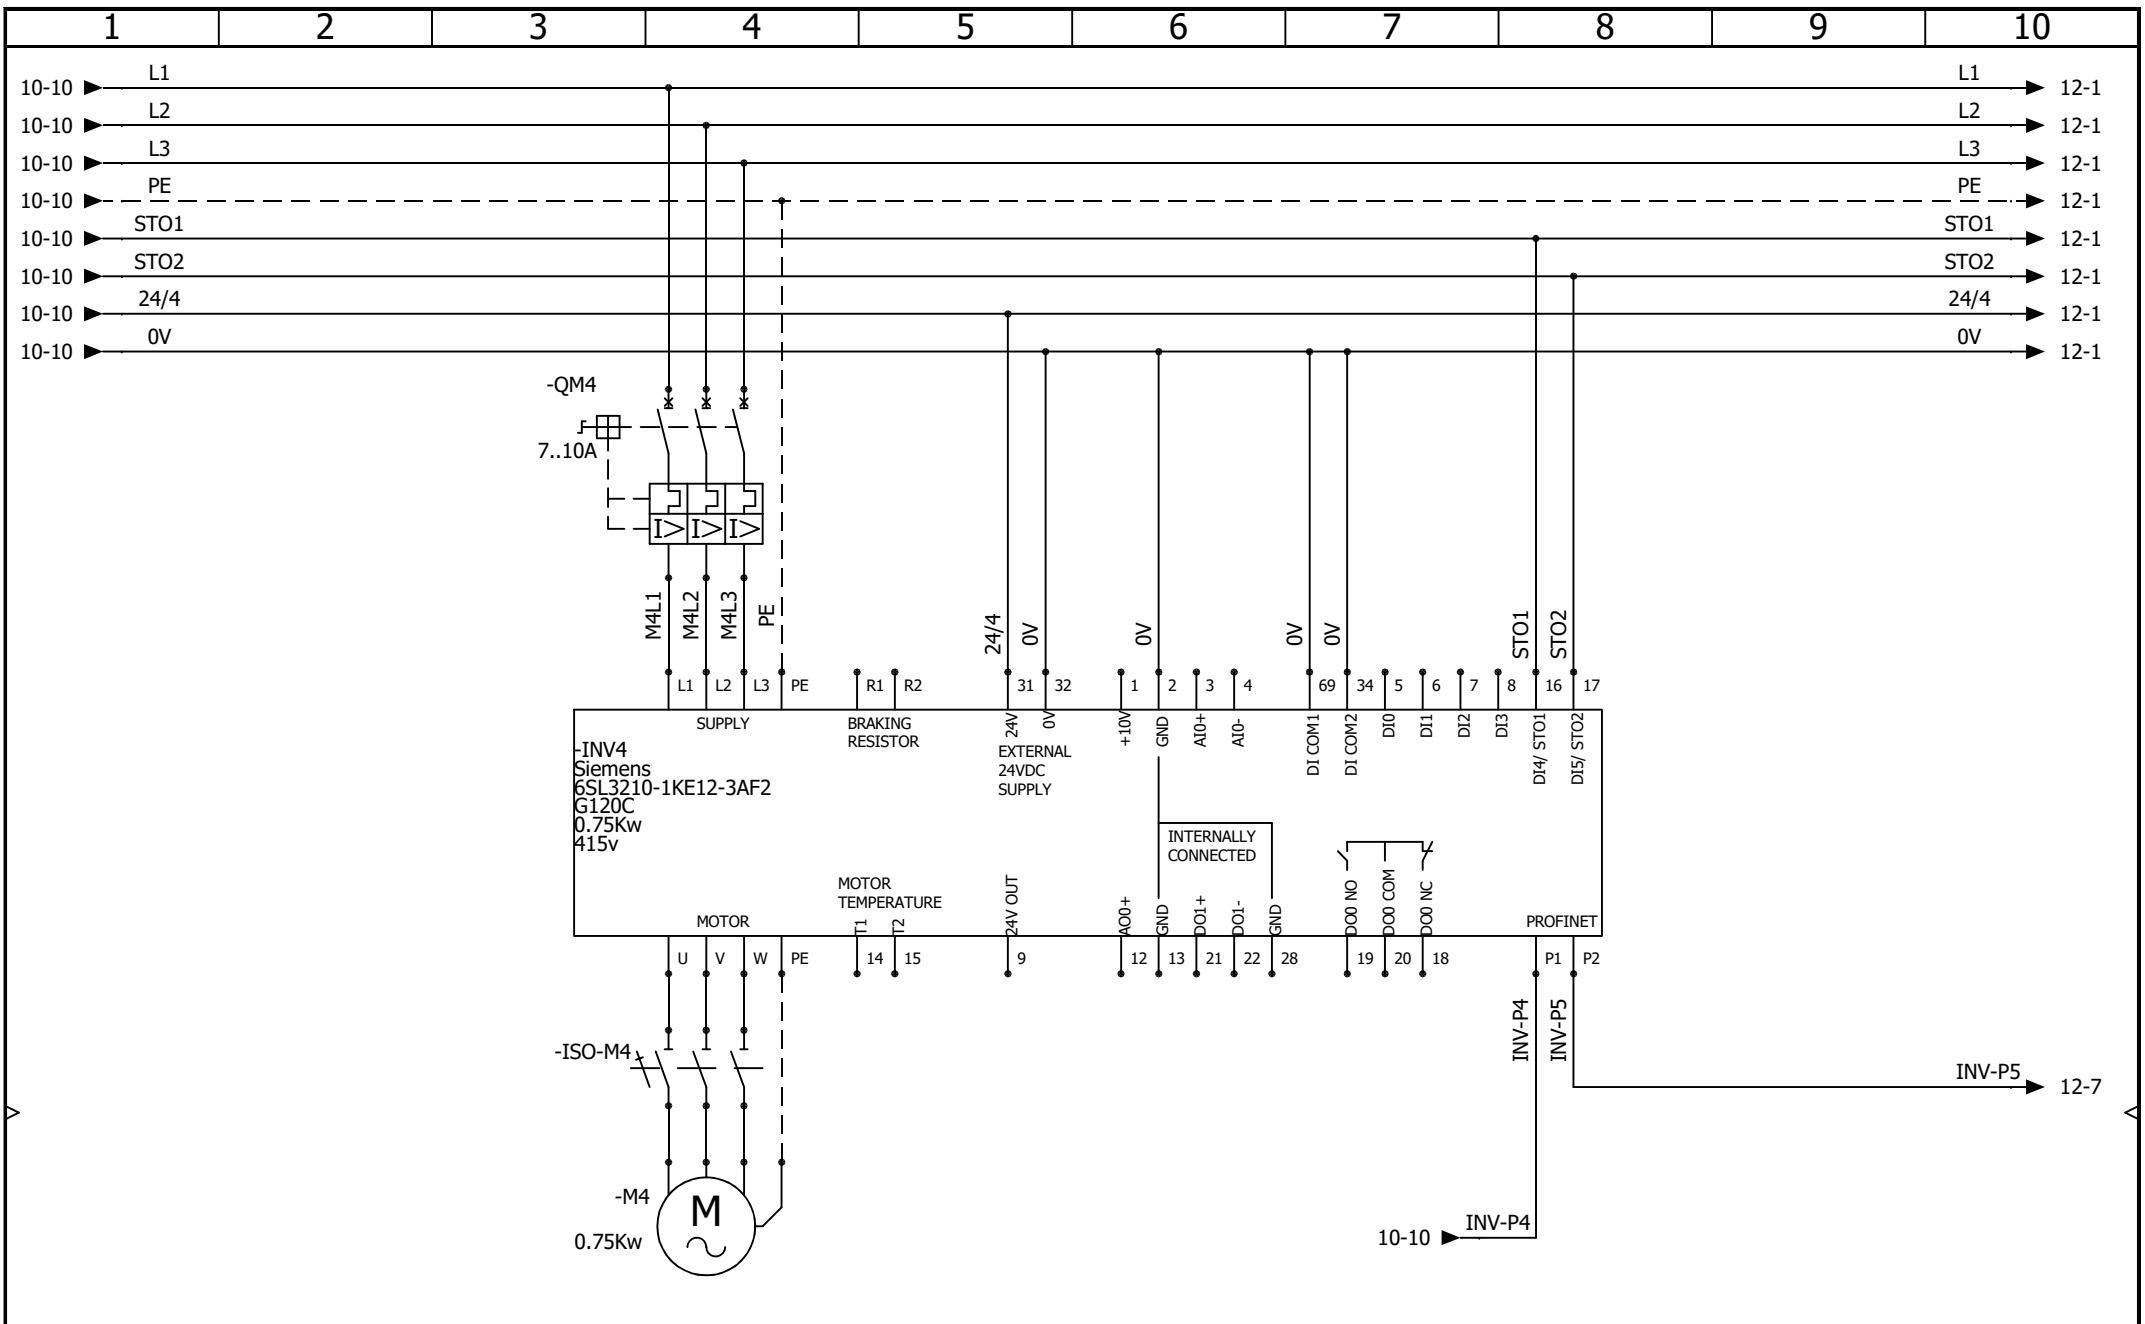 1 2 3 4 5 6 7 8 9 10
10-10 L1 L1 12-1
10-10 L2 L2 12-1
10-10 L3 L3 12-1
10-10 PE PE 12-1
10-10 STO1 STO1 12-1
10-10 STO2 STO2 12-1
10-10 24/4 24/4 12-1
10-10 0V 0V 12-1
-QM4
7..10A
I> I> I>
M4L1 M4L2 M4L3 PE 24/4 0V 0V 0V 0V STO1 STO2
L1 L2 L3 PE R1 R2 31 32 1 2 3 4 69 34 5 6 7 8 16 17
SUPPLY
BRAKING
RESISTOR
24V 0V
EXTERNAL
24VDC
SUPPLY
+10V GND AI0+ AI0- DI COM1 DI COM2 DI0 DI1 DI2 DI3 DI4/ STO1 DI5/ STO2
-INV4
Siemens
6SL3210-1KE12-3AF2
G120C
0.75Kw
415v
INTERNALLY
CONNECTED
MOTOR
MOTOR
TEMPERATURE
T1 T2 24V OUT AO0+ GND DO1+ DO1- GND DO0 NO DO0 COM DO0 NC
PROFINET
U V W PE 14 15 9 12 13 21 22 28 19 20 18 P1 P2
INV-P4 INV-P5
-ISO-M4
INV-P5 12-7
-M4
M
0.75Kw
10-10 INV-P4